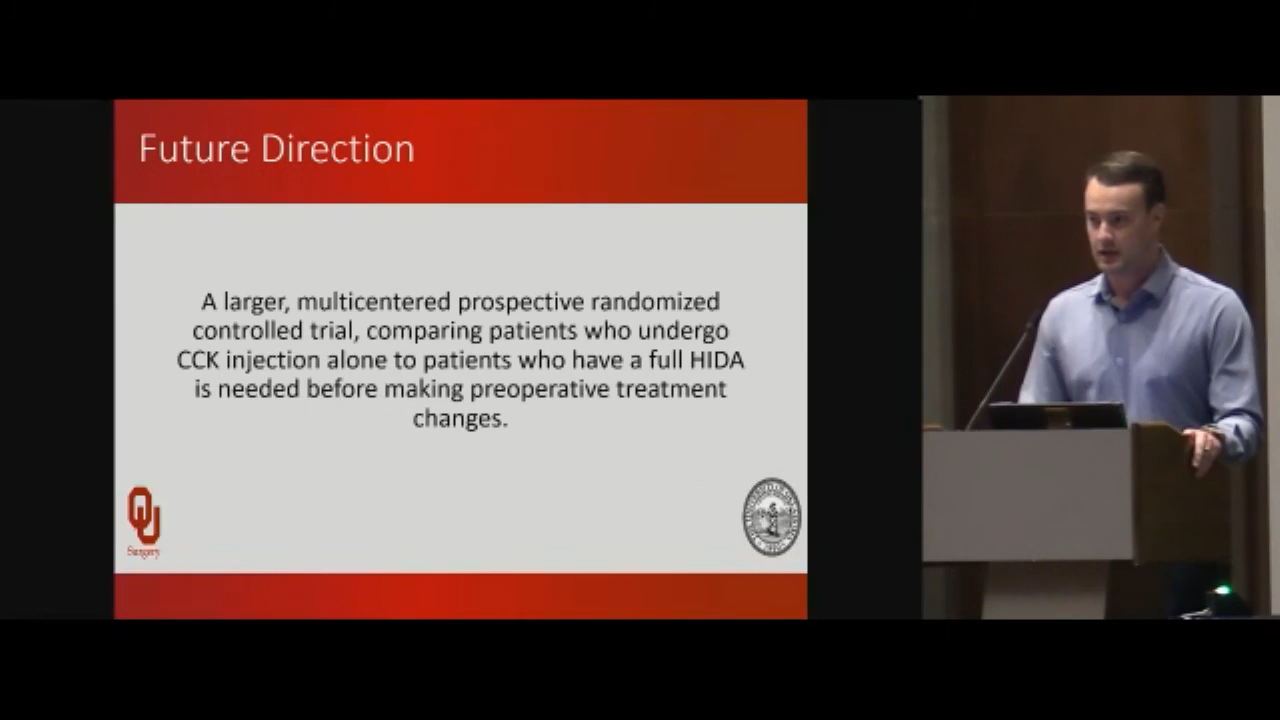 Future Direction
A larger, multicentered prospective randomized
controlled trial, comparing patients who undergo
CCK injection alone to patients who have a full HIDA
is needed before making preoperative treatment
changes.
OU
Surgery